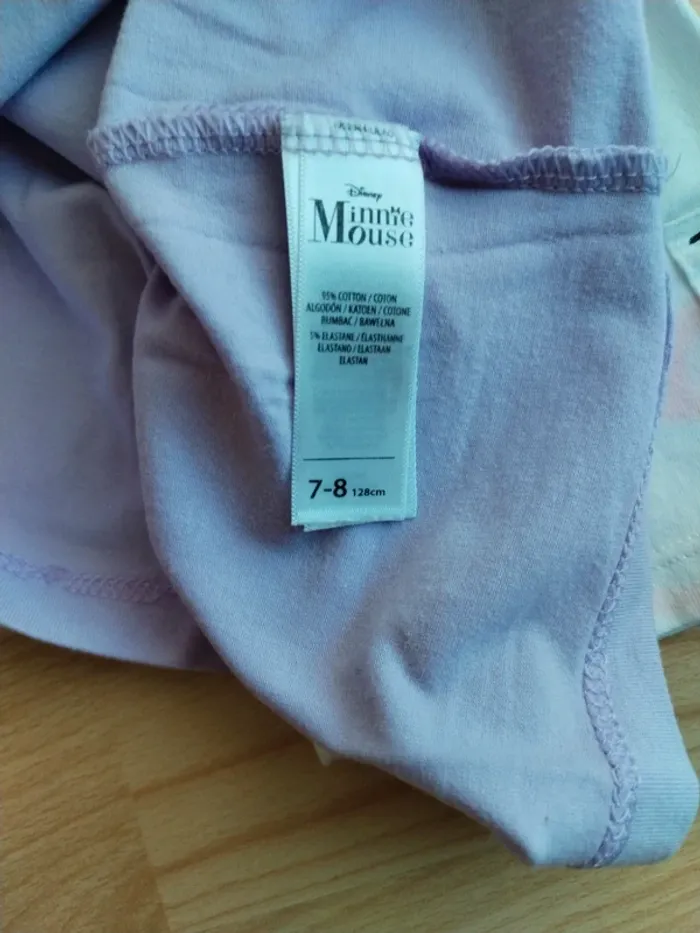 Disney
Minnie
Mouse
95% COTTON / COTON
ALGODÓN / KATOEN / COTONE
BUMBAC / BAWEŁNA
5% ELASTANE / ÉLASTHANNE
ELASTANO / ELASTAAN
ELASTAN
7-8 128cm